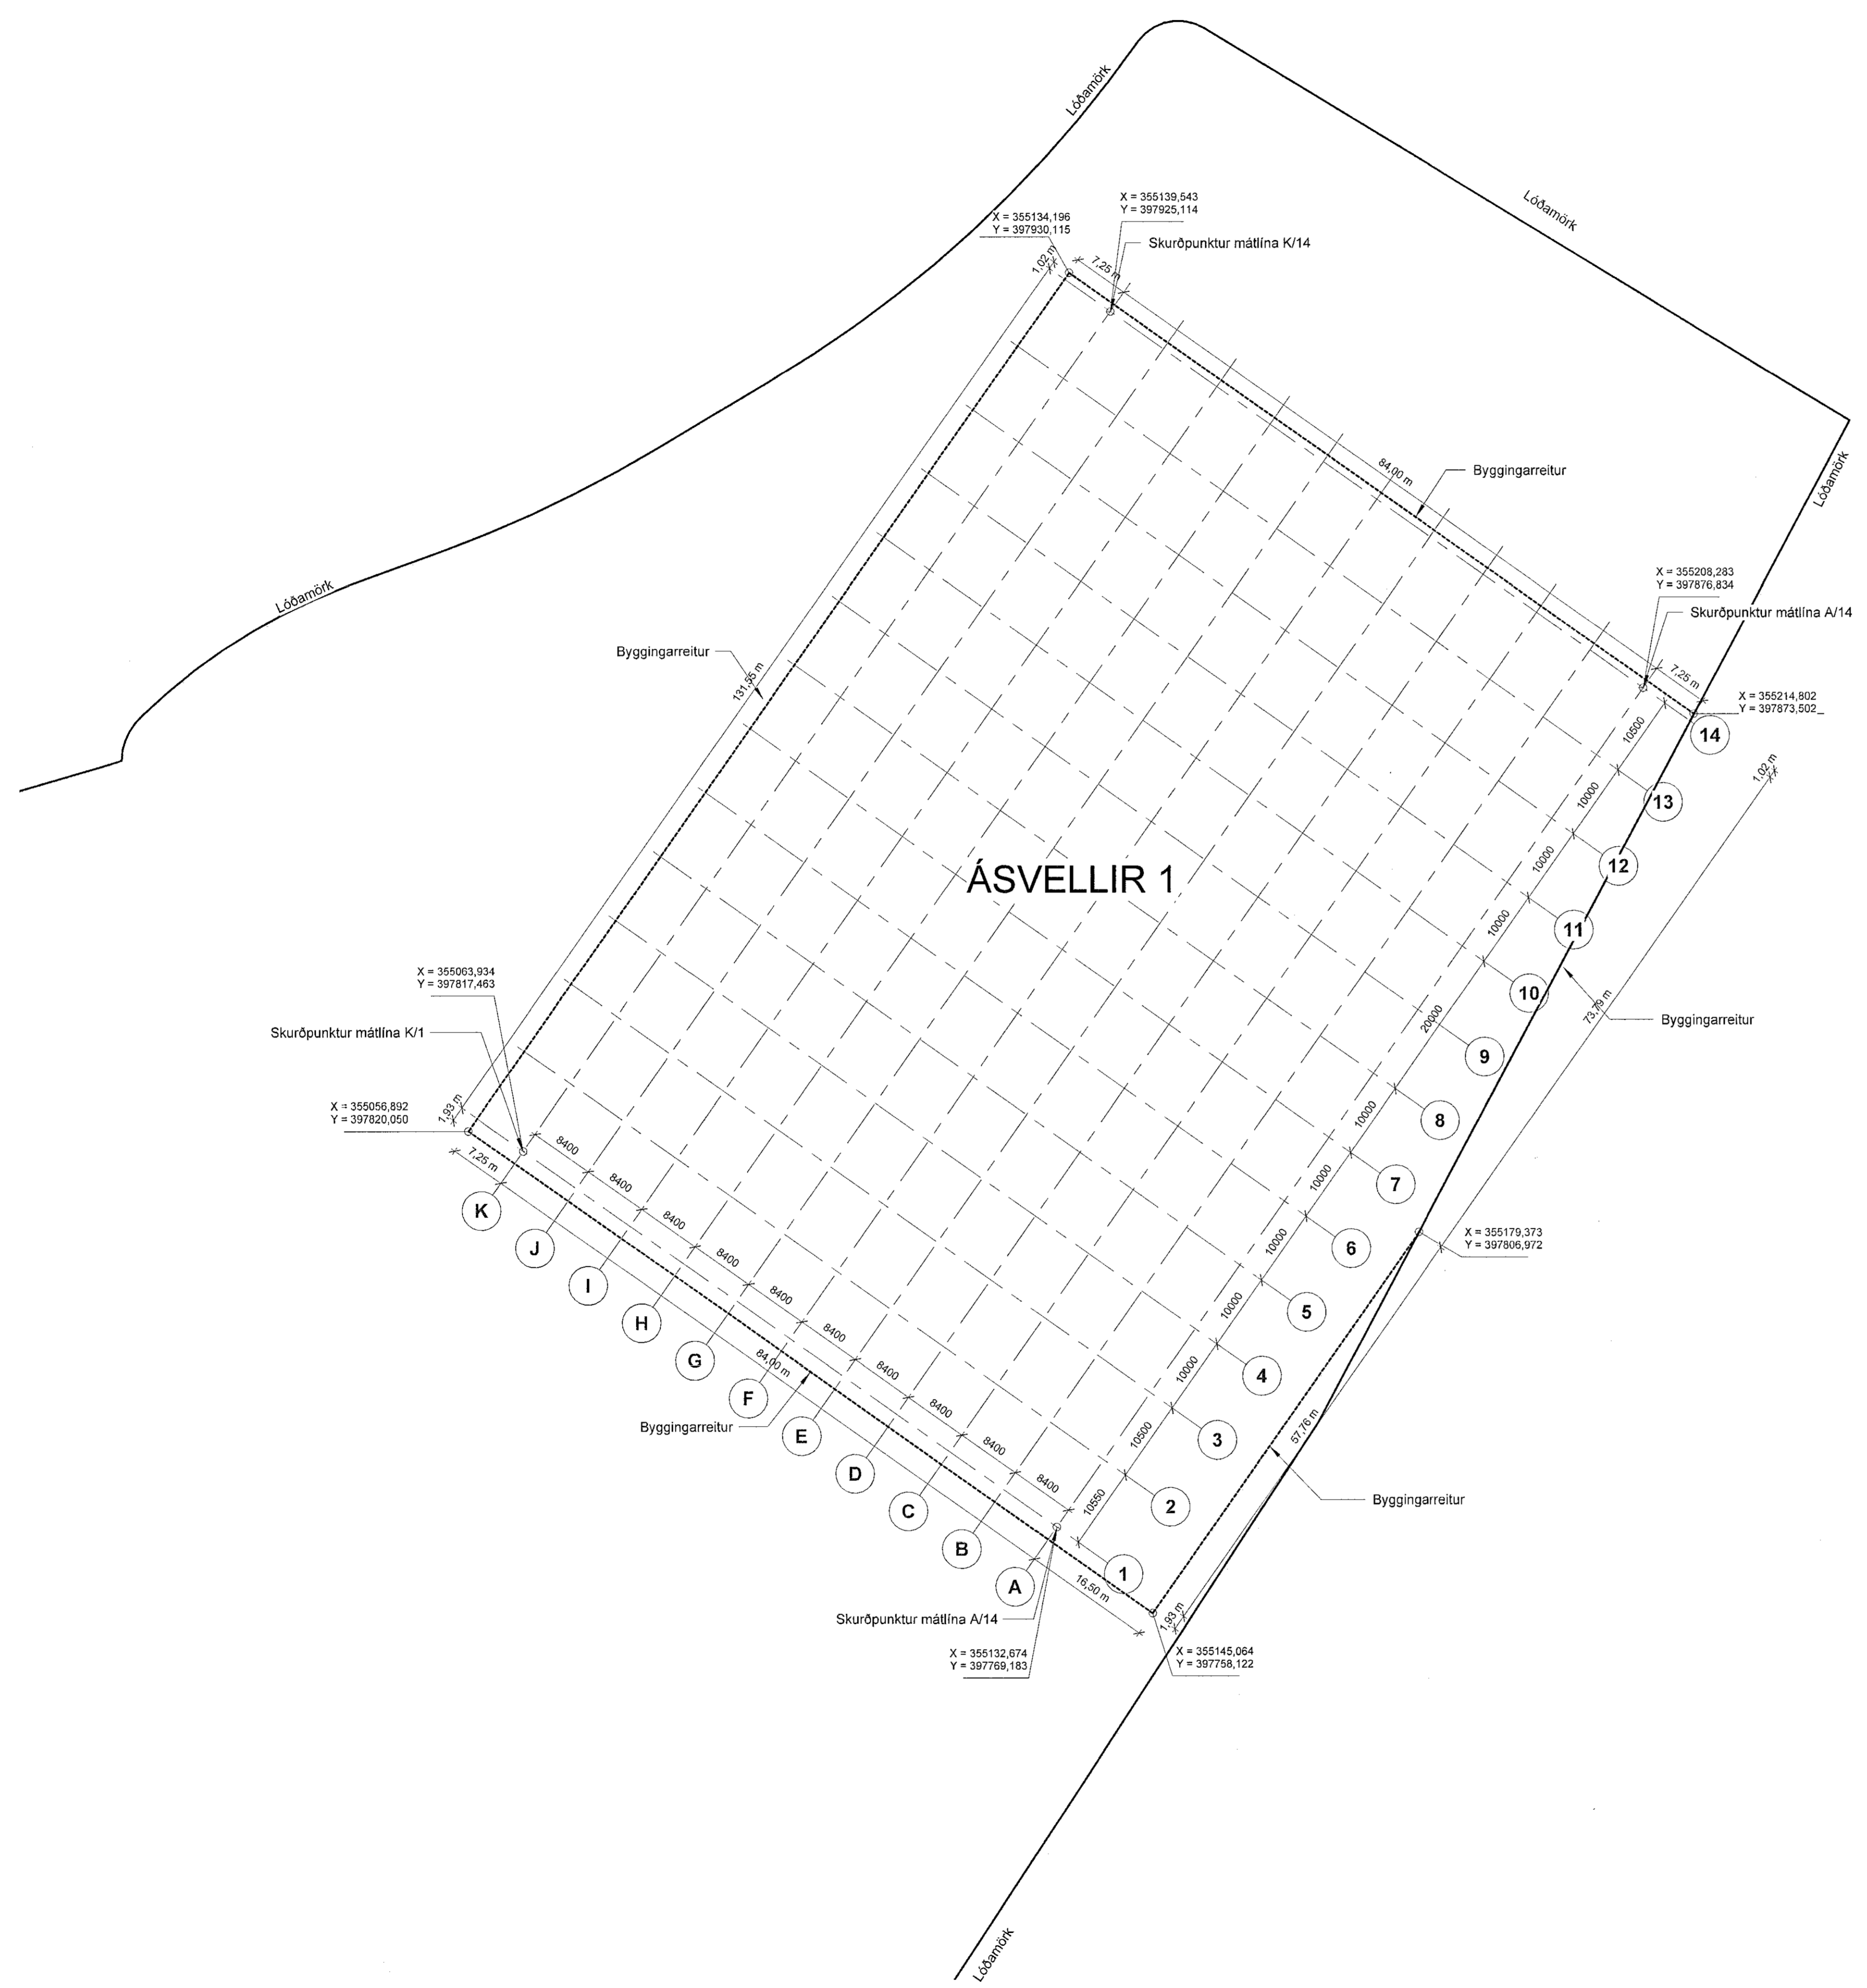 Lóðamörk
Lóðamörk
X = 355139,543
Y = 397925,114
X = 355134,196
Y = 397930,115
Skurðpunktur mátlína K/14
1,02 m
7,25 m
84,00 m
Byggingarreitur
Lóðamörk
X = 355208,283
Y = 397876,834
Skurðpunktur mátlína A/14
Lóðamörk
Byggingarreitur
131,55 m
7,25 m
X = 355214,802
Y = 397873,502
10500
14
1,02 m
10000
13
10000
12
ÁSVELLIR 1
10000
11
X = 355063,934
Y = 397817,463
10
73,79 m
Byggingarreitur
Skurðpunktur mátlína K/1
20000
9
X = 355056,892
Y = 397820,050
1,93 m
10000
8
8400
7,25 m
10000
7
8400
K
8400
10000
6
X = 355179,373
Y = 397806,972
J
8400
I
8400
10000
5
H
8400
G
84,00 m
8400
10000
4
F
8400
Byggingarreitur
E
8400
10500
3
57,76 m
D
8400
10550
2
Byggingarreitur
C
B
A
1
16,50 m
Skurðpunktur mátlína A/14
1,93 m
X = 355132,674
Y = 397769,183
X = 355145,064
Y = 397758,122
Lóðamörk